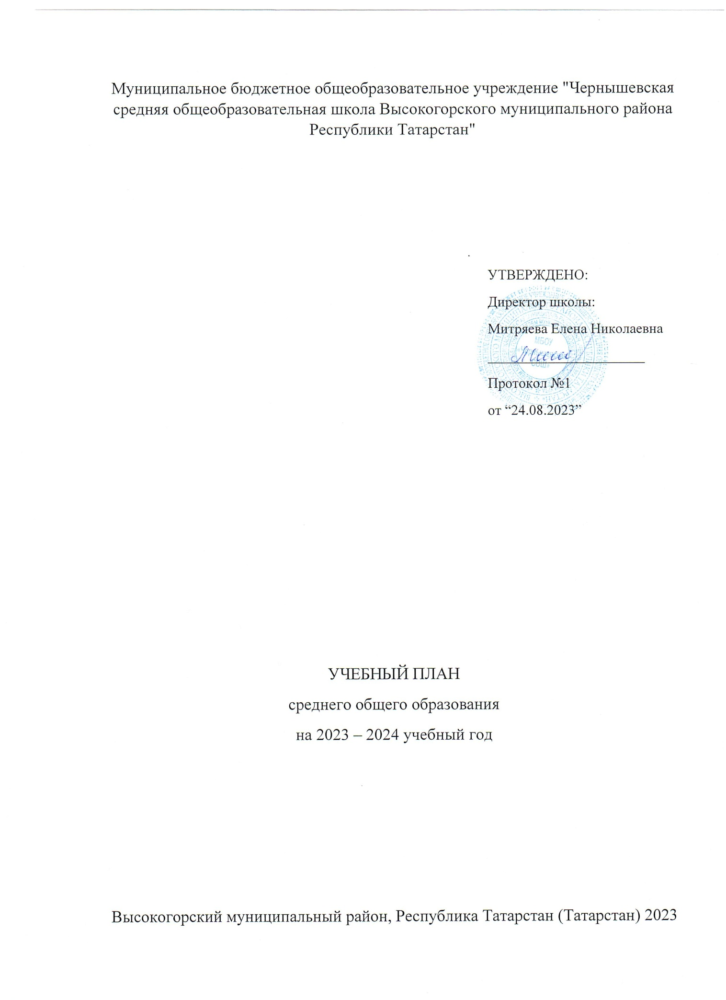 Муниципальное бюджетное общеобразовательное учреждение "Чернышевская
средняя общеобразовательная школа Высокогорского муниципального района
Республики Татарстан"
УТВЕРЖДЕНО:
Директор школы:
Митряева Елена Николаевна
МБОУ
СОШ»
Протокол №1
от “24.08.2023”
УЧЕБНЫЙ ПЛАН
среднего общего образования
на 2023 – 2024 учебный год
Высокогорский муниципальный район, Республика Татарстан (Татарстан) 2023